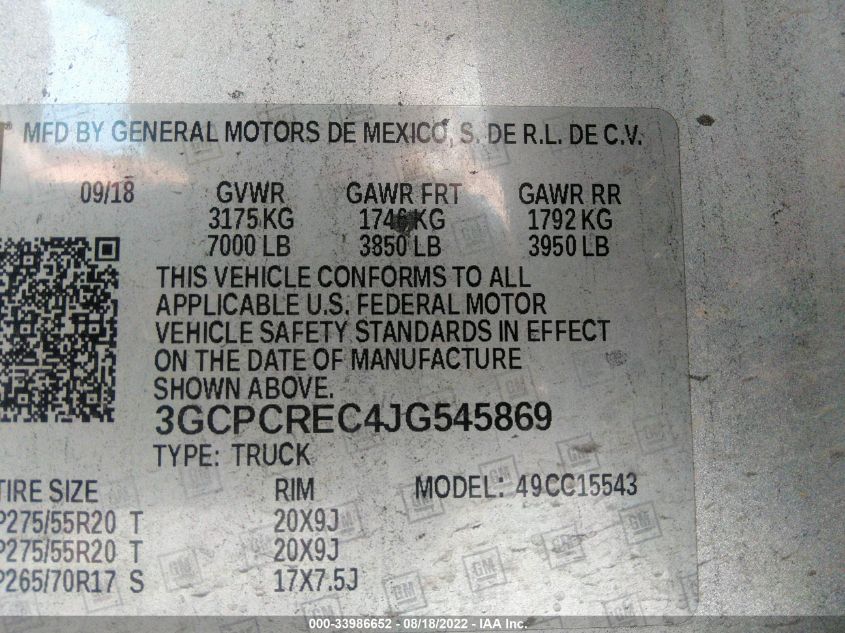 MFD BY GENERAL MOTORS DE MEXICO, S. DE R.L. DE C.V.
09/18 GVWR GAWR FRT GAWR RR
3175 KG 1746 KG 1792 KG
7000 LB 3850 LB 3950 LB
THIS VEHICLE CONFORMS TO ALL
APPLICABLE U.S. FEDERAL MOTOR
VEHICLE SAFETY STANDARDS IN EFFECT
ON THE DATE OF MANUFACTURE
SHOWN ABOVE.
3GCPCREC4JG545869
TYPE: TRUCK
TIRE SIZE RIM MODEL: 49CC15543
P275/55R20 T 20X9J
P275/55R20 T 20X9J
P265/70R17 S 17X7.5J
GM
000-33986652 - 08/18/2022 - IAA Inc.